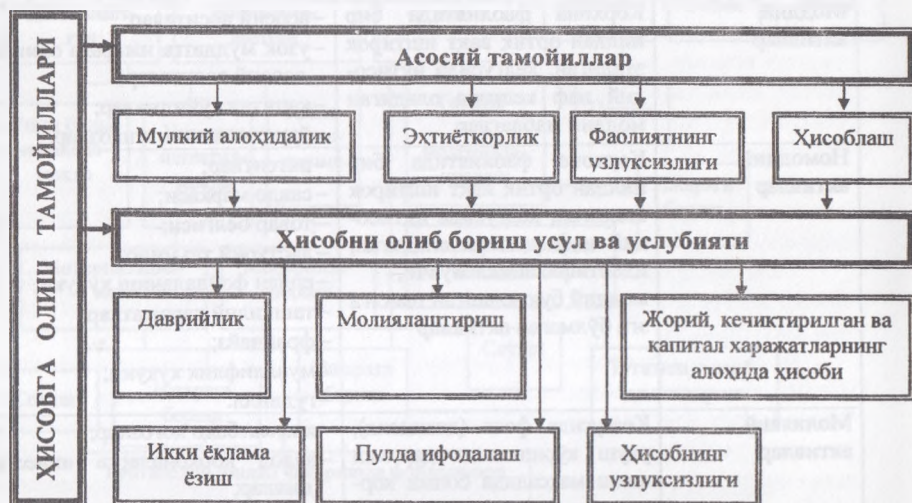 ҲИСОБГА ОЛИШ ТАМОЙИЛЛАРИ
Асосий тамойиллар
Мулкий алоҳидалик
Эҳтиёткорлик
Фаолиятнинг
узлуксизлиги
Ҳисоблаш
Ҳисобни олиб бориш усул ва услубияти
Даврийлик
Мослаштириш
Жорий, кечиктирилган ва
капитал харажатларнинг
алоҳида ҳисоби
Икки ёқлама
ёзиш
Пулда ифодалаш
Ҳисобнинг
узлуксизлиги